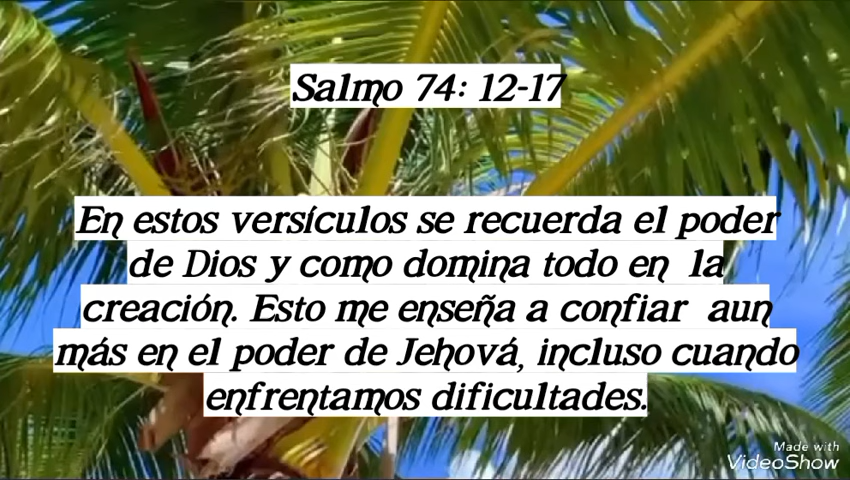 Salmo 74: 12-17
En estos versículos se recuerda el poder
de Dios y como domina todo en la
creación. Esto me enseña a confiar aun
más en el poder de Jehová, incluso cuando
enfrentamos dificultades.
Made with
VideoShow